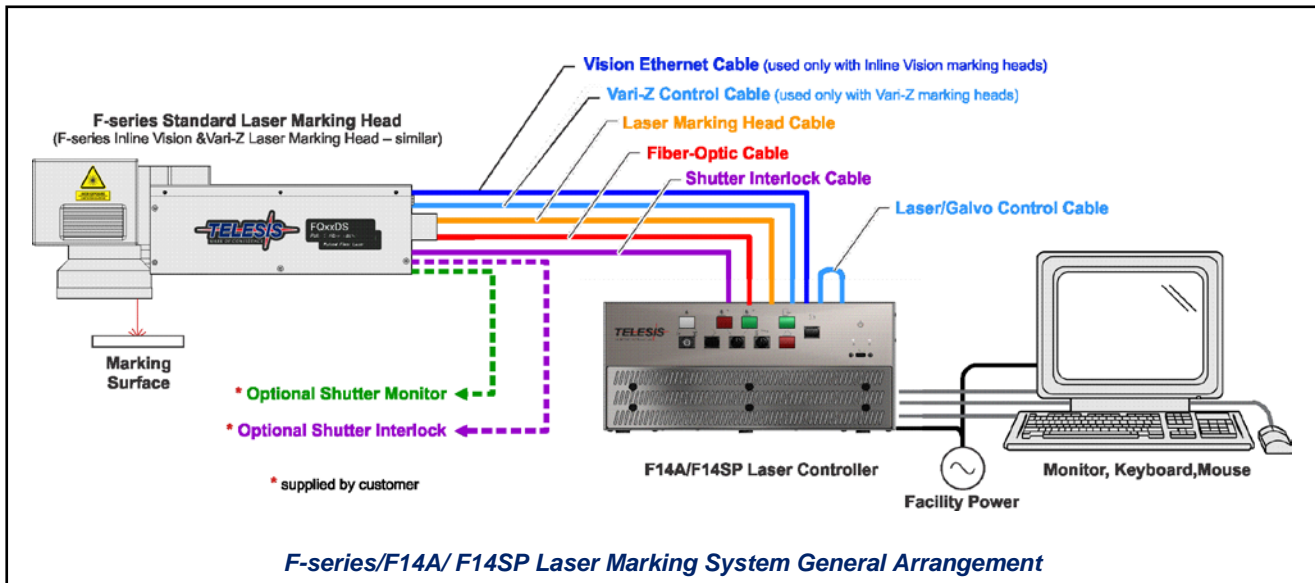 Vision Ethernet Cable (used only with Inline Vision marking heads)
Vari-Z Control Cable (used only with Vari-Z marking heads)
F-series Standard Laser Marking Head
(F-series Inline Vision &Vari-Z Laser Marking Head – similar)
Laser Marking Head Cable
Fiber-Optic Cable
Shutter Interlock Cable
Laser/Galvo Control Cable
TELESIS
FQxxDS
TELESIS
Marking
Surface
* Optional Shutter Monitor
* Optional Shutter Interlock
* supplied by customer
F14A/F14SP Laser Controller
Facility Power
Monitor, Keyboard,Mouse
F-series/F14A/ F14SP Laser Marking System General Arrangement